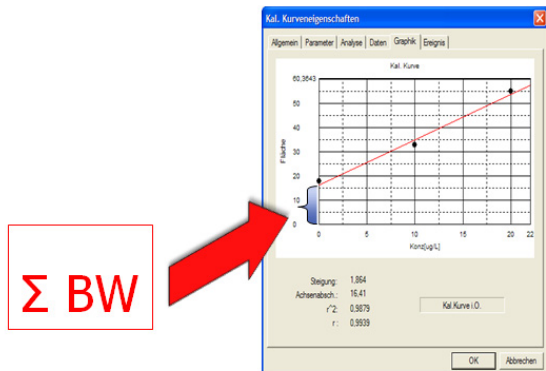 Kal. Kurveneigenschaften
Allgemein Parameter Analyse Daten Graphik Ereignis
Kal. Kurve
60,3643
50
40
30
20
10
0
Fläche
0 5 10 15 20 22
Konz[ug/L]
Σ BW
Steigung: 1,864
Achsenabsch.: 16,41
r^2: 0,9879
r: 0,9939
Kal.Kurve i.O.
OK Abbrechen